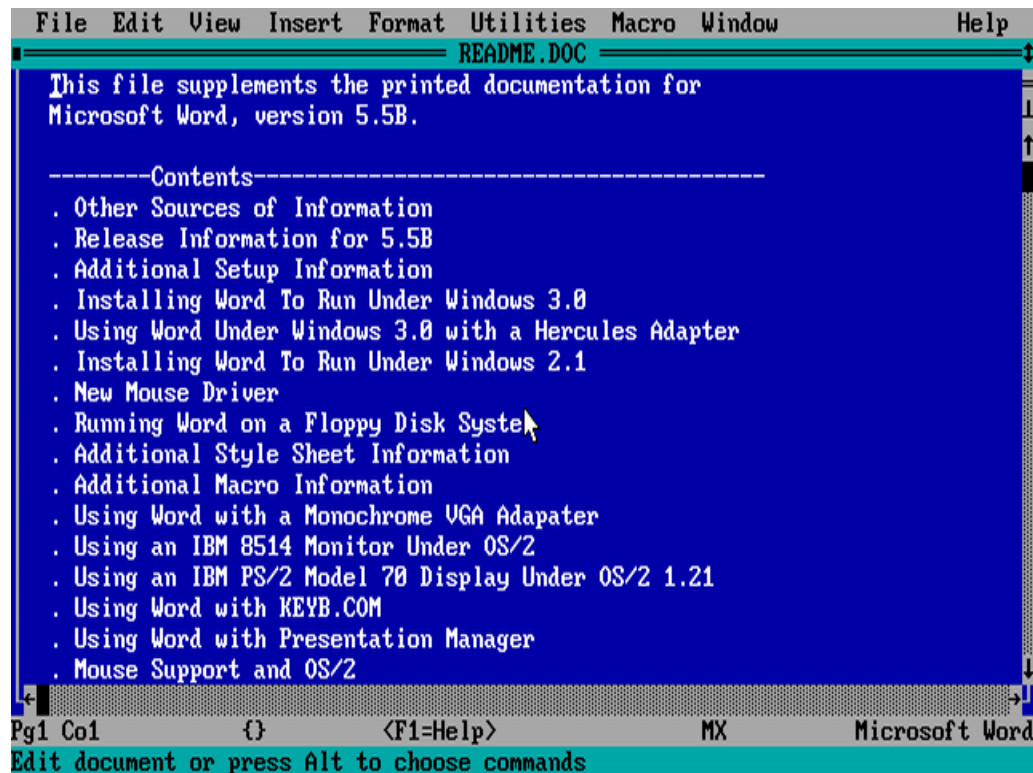 File Edit View Insert Format Utilities Macro Window Help
README.DOC
This file supplements the printed documentation for
Microsoft Word, version 5.5B.
--------Contents----------------------------------------
. Other Sources of Information
. Release Information for 5.5B
. Additional Setup Information
. Installing Word To Run Under Windows 3.0
. Using Word Under Windows 3.0 with a Hercules Adapter
. Installing Word To Run Under Windows 2.1
. New Mouse Driver
. Running Word on a Floppy Disk System
. Additional Style Sheet Information
. Additional Macro Information
. Using Word with a Monochrome VGA Adapater
. Using an IBM 8514 Monitor Under OS/2
. Using an IBM PS/2 Model 70 Display Under OS/2 1.21
. Using Word with KEYB.COM
. Using Word with Presentation Manager
. Mouse Support and OS/2
Pg1 Co1 {} <F1=Help> MX Microsoft Word
Edit document or press Alt to choose commands